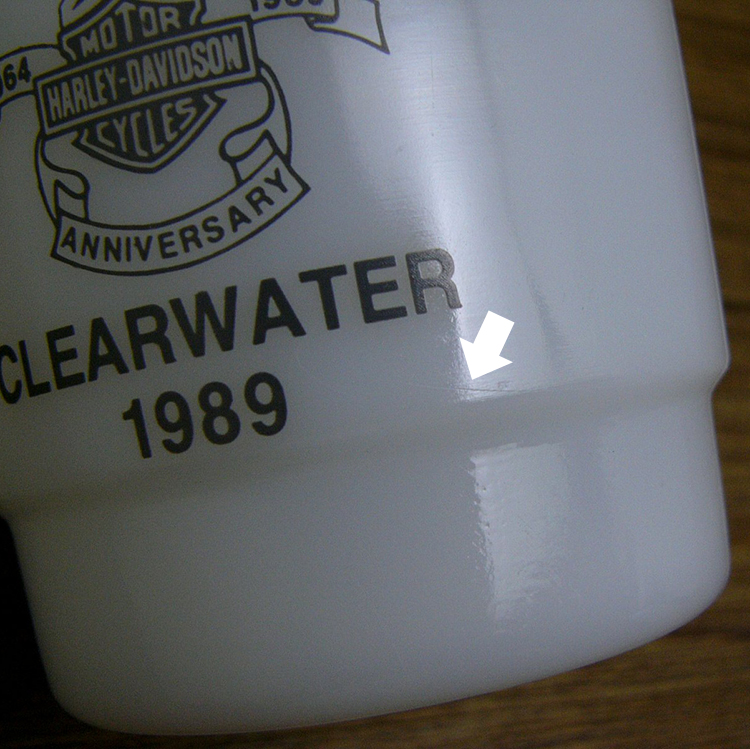 MOTOR
HARLEY-DAVIDSON
CYCLES
ANNIVERSARY
CLEARWATER
1989